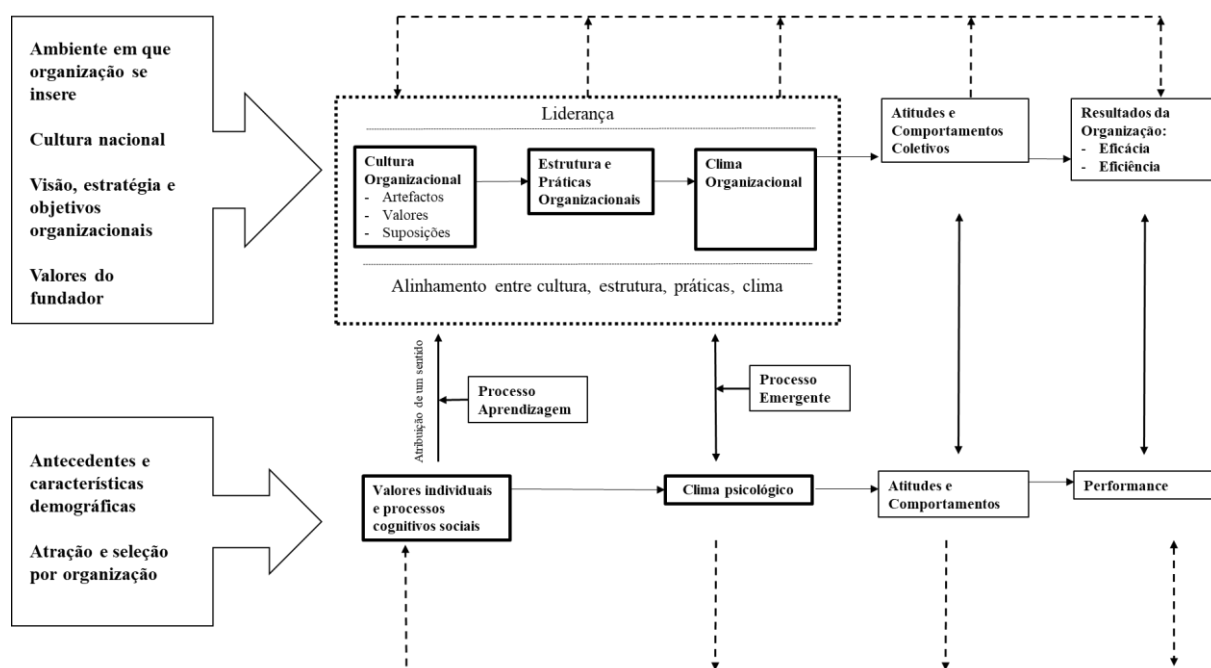 Ambiente em que
organização se
insere
Cultura nacional
Visão, estratégia e
objetivos
organizacionais
Valores do
fundador
Liderança
Cultura
Organizacional
- Artefactos
- Valores
- Suposições
Estrutura e
Práticas
Organizacionais
Clima
Organizacional
Alinhamento entre cultura, estrutura, práticas, clima
Atitudes e
Comportamentos
Coletivos
Resultados da
Organização:
- Eficácia
- Eficiência
Atribuição de um sentido
Processo
Aprendizagem
Processo
Emergente
Antecedentes e
características
demográficas
Atração e seleção
por organização
Valores individuais
e processos
cognitivos sociais
Clima psicológico
Atitudes e
Comportamentos
Performance